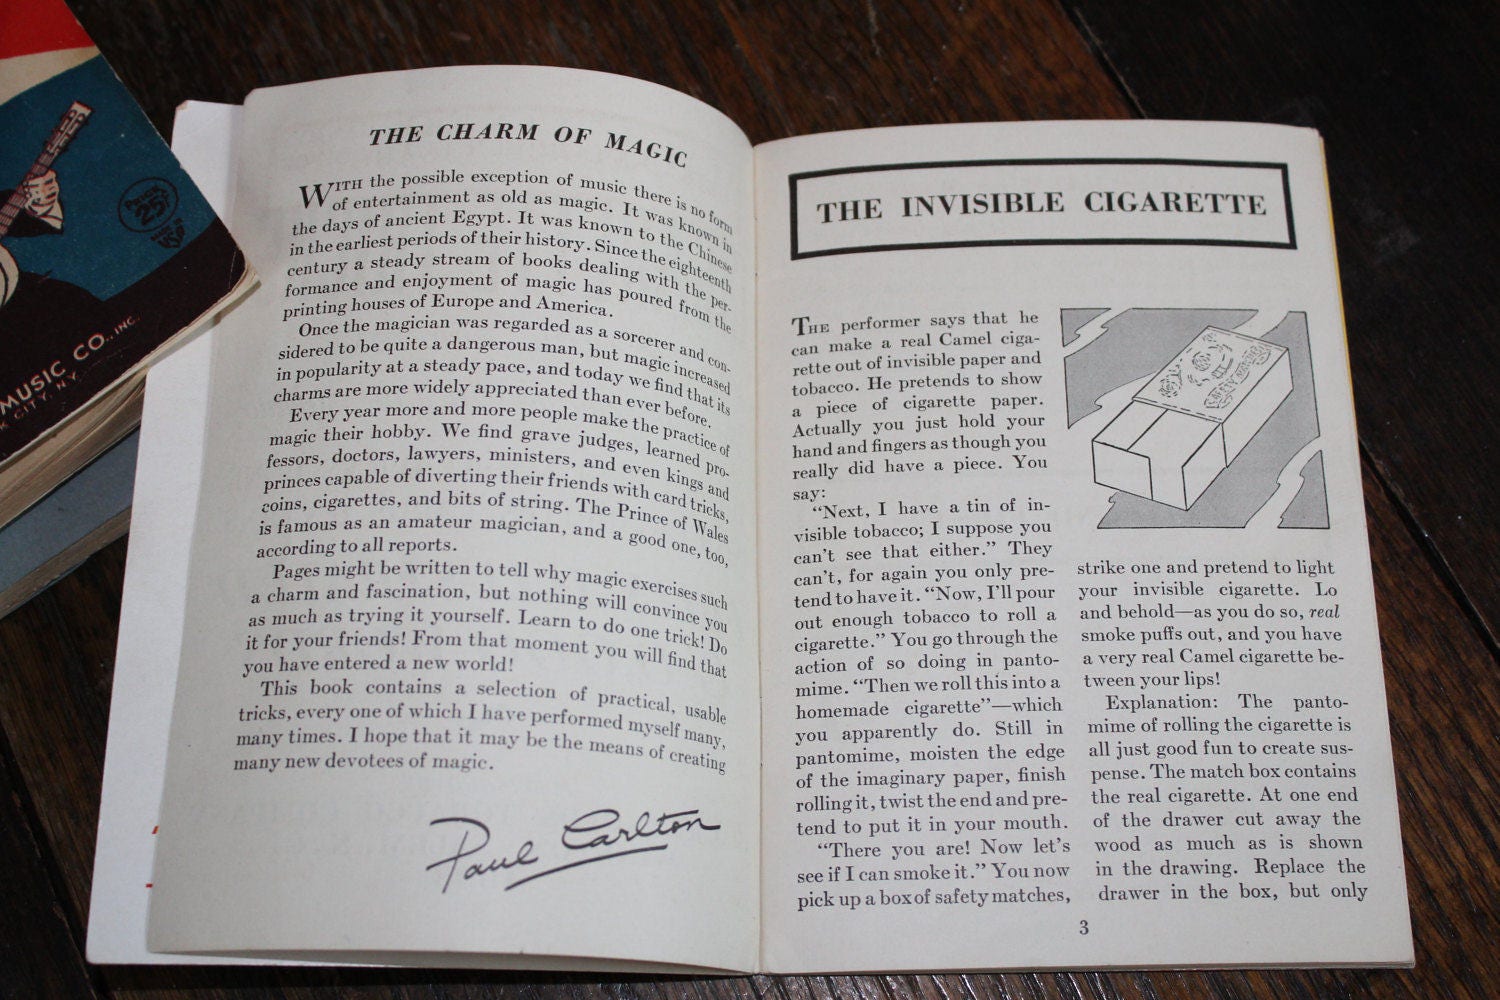 THE CHARM OF MAGIC
WITH the possible exception of music there is no form
of entertainment as old as magic. It was known in
the days of ancient Egypt. It was known to the Chinese
in the earliest periods of their history. Since the eighteenth
century a steady stream of books dealing with the per-
formance and enjoyment of magic has poured from the
printing houses of Europe and America.
Once the magician was regarded as a sorcerer and con-
sidered to be quite a dangerous man, but magic increased
in popularity at a steady pace, and today we find that its
charms are more widely appreciated than ever before.
Every year more and more people make the practice of
magic their hobby. We find grave judges, learned pro-
fessors, doctors, lawyers, ministers, and even kings and
princes capable of diverting their friends with card tricks,
coins, cigarettes, and bits of string. The Prince of Wales
is famous as an amateur magician, and a good one, too,
according to all reports.
Pages might be written to tell why magic exercises such
a charm and fascination, but nothing will convince you
as much as trying it yourself. Learn to do one trick! Do
it for your friends! From that moment you will find that
you have entered a new world!
This book contains a selection of practical, usable
tricks, every one of which I have performed myself many,
many times. I hope that it may be the means of creating
many new devotees of magic.
Paul Carlton
THE INVISIBLE CIGARETTE
THE performer says that he
can make a real Camel ciga-
rette out of invisible paper and
tobacco. He pretends to show
a piece of cigarette paper.
Actually you just hold your
hand and fingers as though you
really did have a piece. You
say:
"Next, I have a tin of in-
visible tobacco; I suppose you
can't see that either." They
can't, for again you only pre-
tend to have it. "Now, I'll pour
out enough tobacco to roll a
cigarette." You go through the
action of so doing in panto-
mime. "Then we roll this into a
homemade cigarette"—which
you apparently do. Still in
pantomime, moisten the edge
of the imaginary paper, finish
rolling it, twist the end and pre-
tend to put it in your mouth.
"There you are! Now let's
see if I can smoke it." You now
pick up a box of safety matches,
strike one and pretend to light
your invisible cigarette. Lo
and behold—as you do so, real
smoke puffs out, and you have
a very real Camel cigarette be-
tween your lips!
Explanation: The panto-
mime of rolling the cigarette is
all just good fun to create sus-
pense. The match box contains
the real cigarette. At one end
of the drawer cut away the
wood as much as is shown
in the drawing. Replace the
drawer in the box, but only
3
PRICE
25¢
MADE IN
USA
MUSIC CO., INC.
K CITY, N.Y.